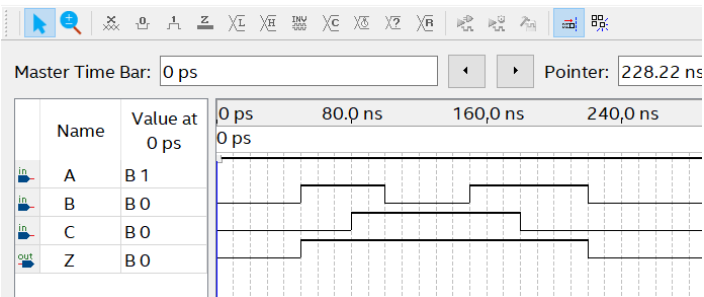 Master Time Bar: 0 ps
Pointer: 228.22 ns
Name
Value at
0 ps
0 ps 80.0 ns 160,0 ns 240,0 ns
0 ps
in A B 1
in B B 0
in C B 0
out Z B 0